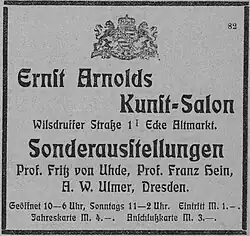 82
Ernst Arnolds
Kunst-Salon
Wilsdruffer Straße 1ᴵ Ecke Altmarkt.
Sonderausstellungen
Prof. Fritz von Uhde, Prof. Franz Hein,
A. W. Ulmer, Dresden.
Geöffnet 10—6 Uhr, Sonntags 11—2 Uhr. Eintritt M. 1.—.
Jahreskarte M. 4.—. Anschlußkarte M. 3.—.